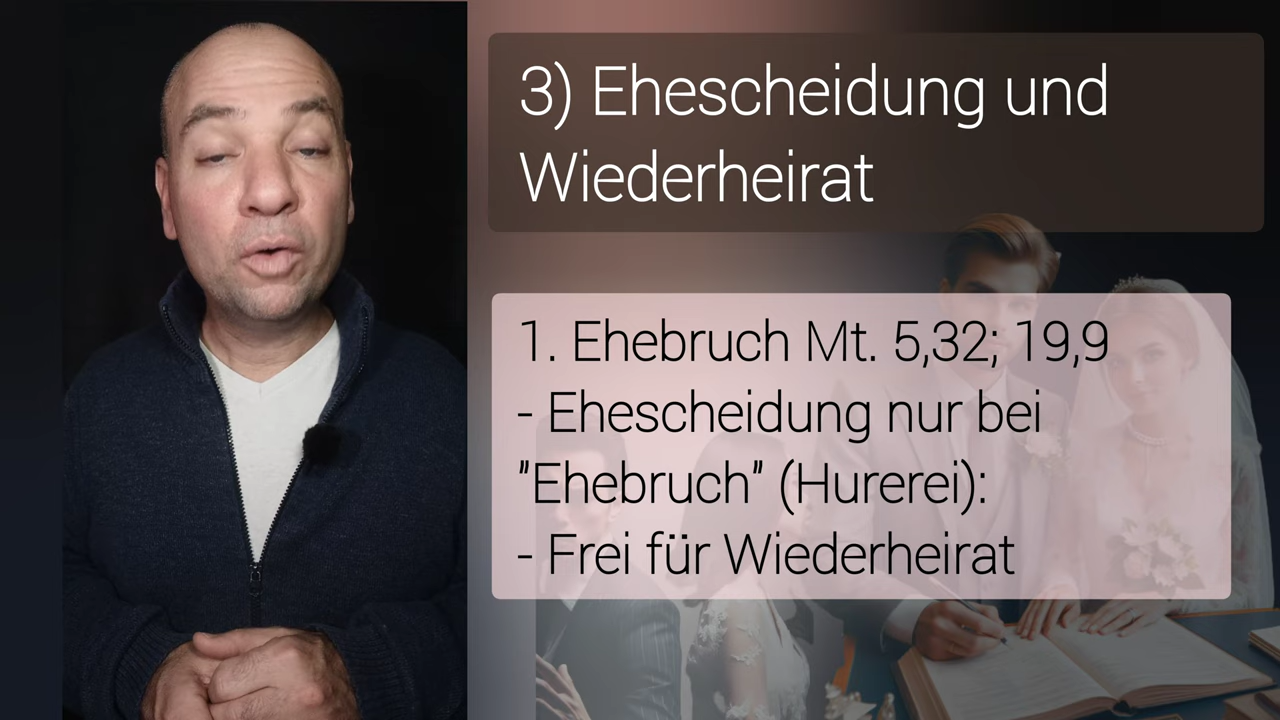 3) Ehescheidung und
Wiederheirat
1. Ehebruch Mt. 5,32; 19,9
- Ehescheidung nur bei
"Ehebruch" (Hurerei):
- Frei für Wiederheirat